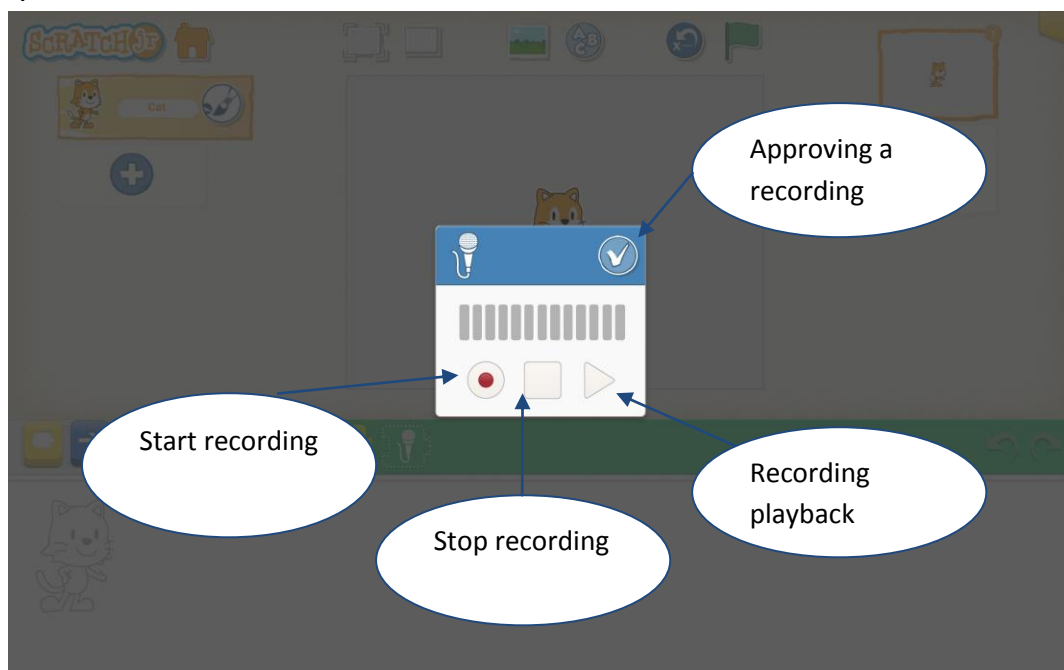 SCRATCH JR
A B
C
Cat
Approving a
recording
Start recording
Stop recording
Recording
playback